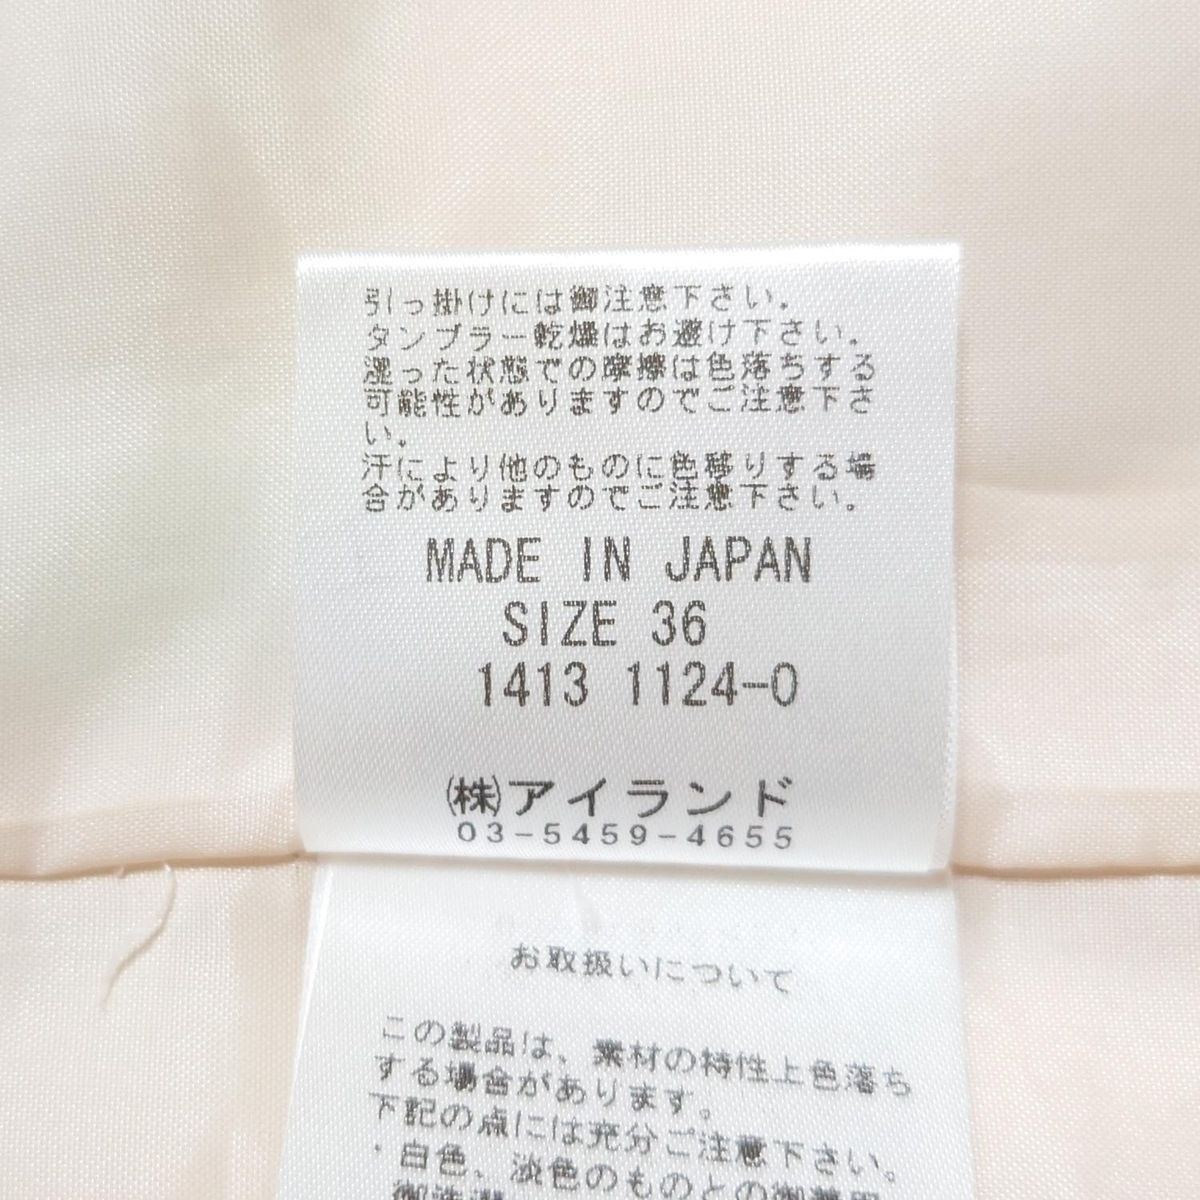 引っ掛けには御注意下さい。
タンブラー乾燥はお避け下さい。
湿った状態での摩擦は色落ちする
可能性がありますのでご注意下さ
い。
汗により他のものに色移りする場
合がありますのでご注意下さい。
MADE IN JAPAN
SIZE 36
1413 1124-0
(株)アイランド
03-5459-4655
お取扱いについて
この製品は、素材の特性上色落ち
する場合があります。
下記の点には充分ご注意下さい。
・白色、淡色のものとの御着用
御洗濯